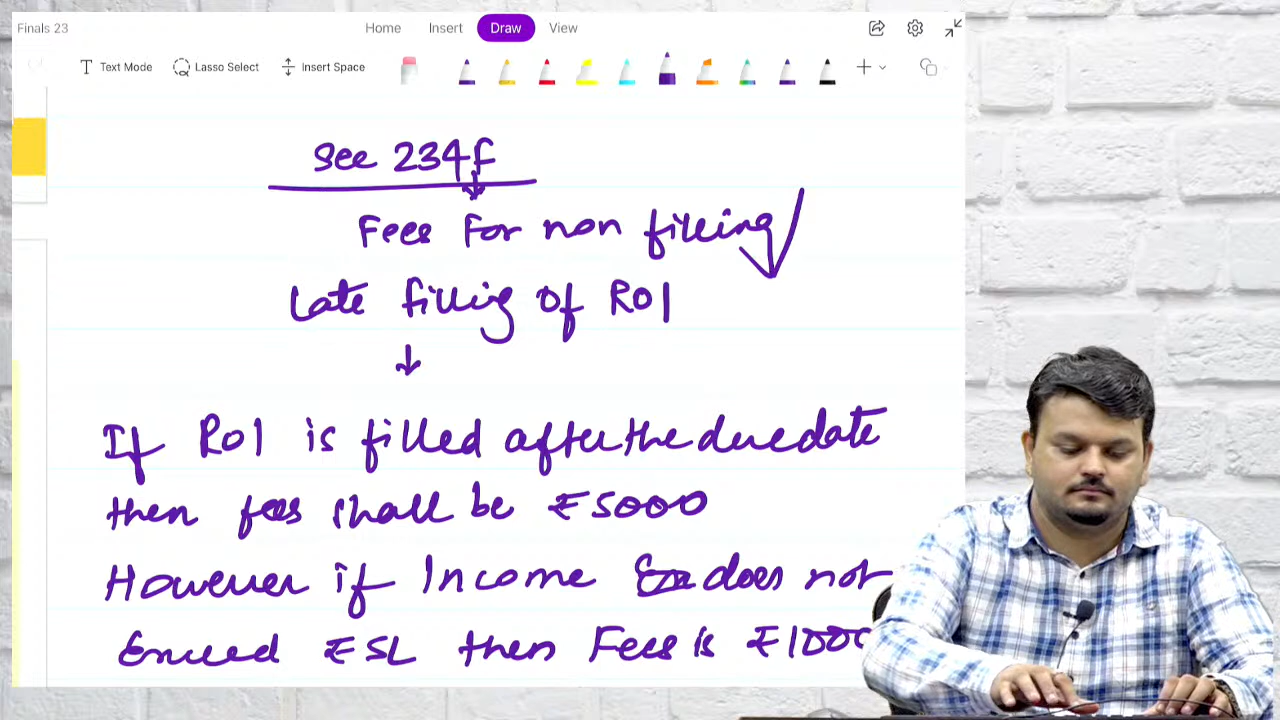 Finals 23
Home Insert Draw View
Text Mode Lasso Select Insert Space
See 234f
Fees For non filling
Late filling of ROI
If ROI is filled after the due date
then fees shall be ₹5000
However if Income does not
Exceed ₹5L then Fees is ₹1000